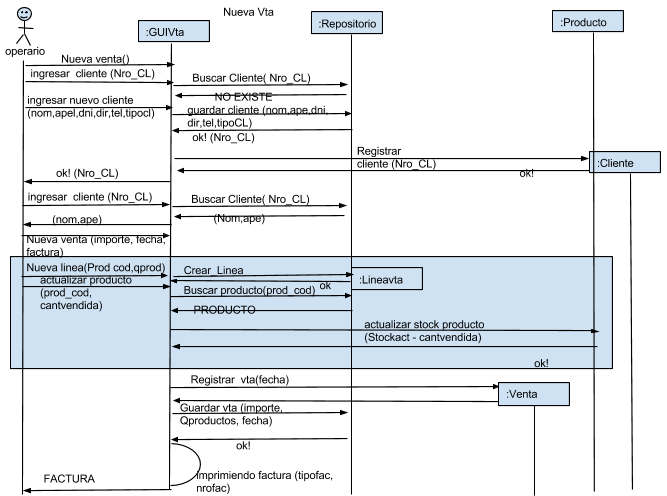 Nueva Vta
:GUIVta
:Repositorio
:Producto
operario
Nueva venta()
ingresar cliente (Nro_CL)
Buscar Cliente( Nro_CL)
NO EXISTE
ingresar nuevo cliente
(nom,apel,dni,dir,tel,tipocl)
guardar cliente (nom,ape,dni,
dir,tel,tipoCL)
ok! (Nro_CL)
Registrar
cliente (Nro_CL)
:Cliente
ok!
ok! (Nro_CL)
ingresar cliente (Nro_CL)
Buscar Cliente( Nro_CL)
(nom,ape)
(Nom,ape)
Nueva venta (importe, fecha,
factura)
Nueva linea(Prod cod,qprod)
Crear_Linea
:Lineavta
ok
actualizar producto
(prod_cod,
cantvendida)
Buscar producto(prod_cod)
PRODUCTO
actualizar stock producto
(Stockact - cantvendida)
ok!
Registrar vta(fecha)
:Venta
Guardar vta (importe,
Qproductos, fecha)
ok!
Imprimiendo factura (tipofac,
nrofac)
FACTURA